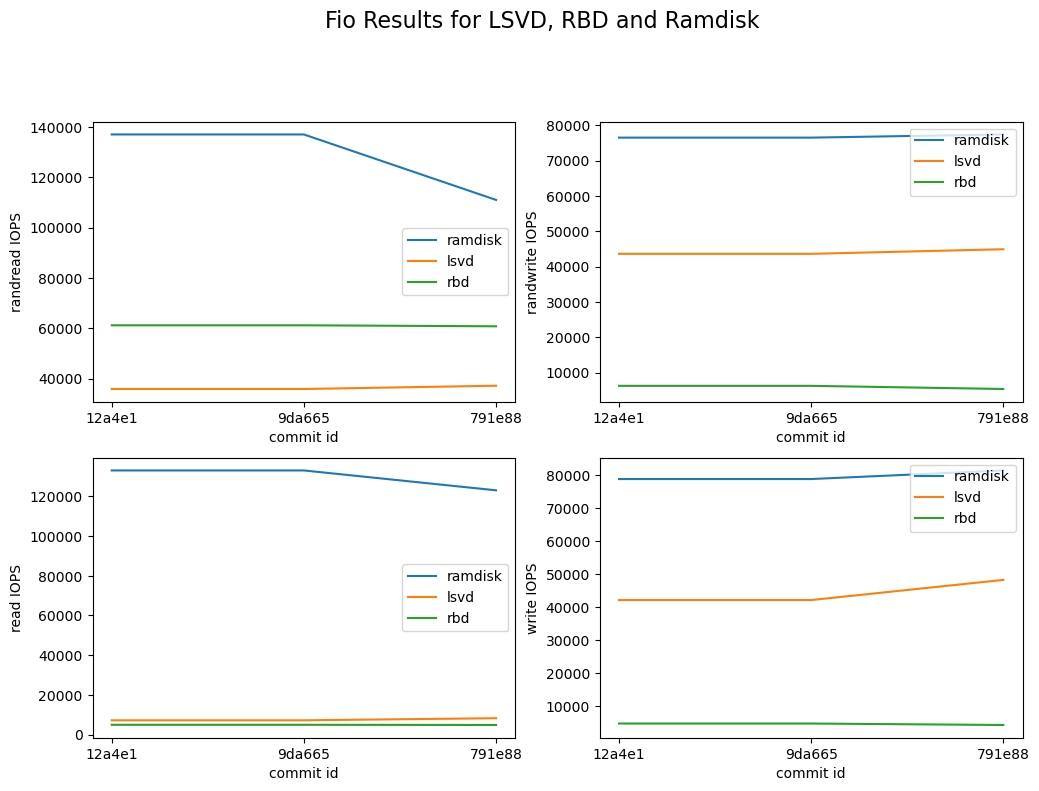 Fio Results for LSVD, RBD and Ramdisk
140000
120000
100000
80000
60000
40000
randread IOPS
ramdisk
lsvd
rbd
12a4e1 9da665 791e88
commit id
80000
70000
60000
50000
40000
30000
20000
10000
randwrite IOPS
ramdisk
lsvd
rbd
12a4e1 9da665 791e88
commit id
120000
100000
80000
60000
40000
20000
0
read IOPS
ramdisk
lsvd
rbd
12a4e1 9da665 791e88
commit id
80000
70000
60000
50000
40000
30000
20000
10000
write IOPS
ramdisk
lsvd
rbd
12a4e1 9da665 791e88
commit id